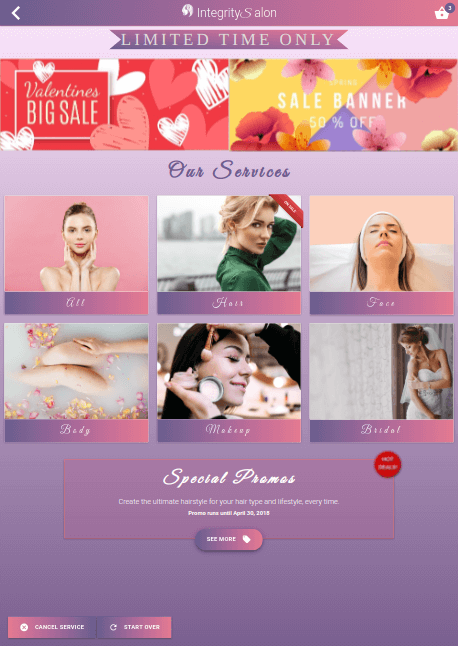 IntegritySalon
3
LIMITED TIME ONLY
Valentines
BIG SALE
SPRING
SALE BANNER
50 % OFF
Our Services
ON SALE
All
Hair
Face
Body
Makeup
Bridal
HOT
DEALS!
Special Promos
Create the ultimate hairstyle for your hair type and lifestyle, every time.
Promo runs until April 30, 2018
SEE MORE
CANCEL SERVICE
START OVER